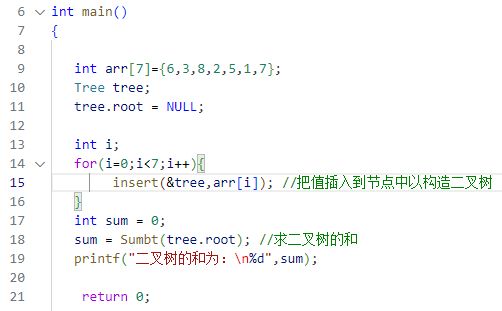 6 int main()
7 {
8
9 int arr[7]={6,3,8,2,5,1,7};
10 Tree tree;
11 tree.root = NULL;
12
13 int i;
14 for(i=0;i<7;i++){
15 insert(&tree,arr[i]); //把值插入到节点中以构造二叉树
16 }
17 int sum = 0;
18 sum = Sumbt(tree.root); //求二叉树的和
19 printf("二叉树的和为：\n%d",sum);
20
21 return 0;